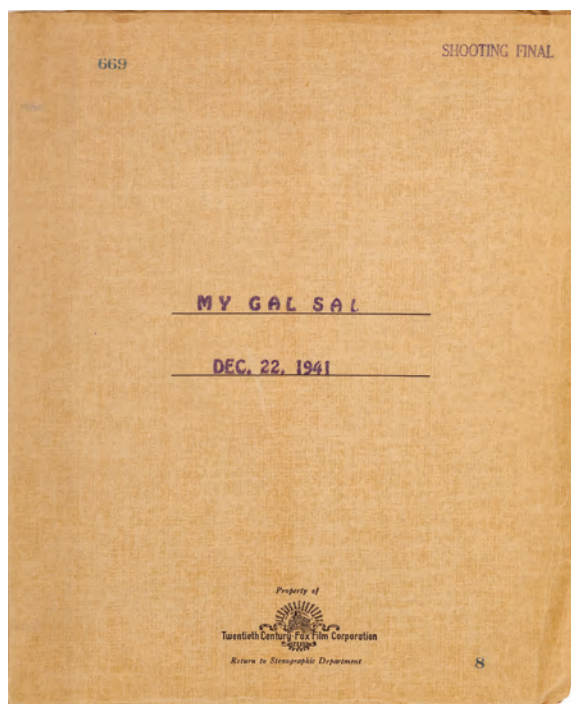 SHOOTING FINAL
669
MY GAL SAL
DEC. 22, 1941
Property of
Twentieth Century-Fox Film Corporation
Return to Stenographic Department
8